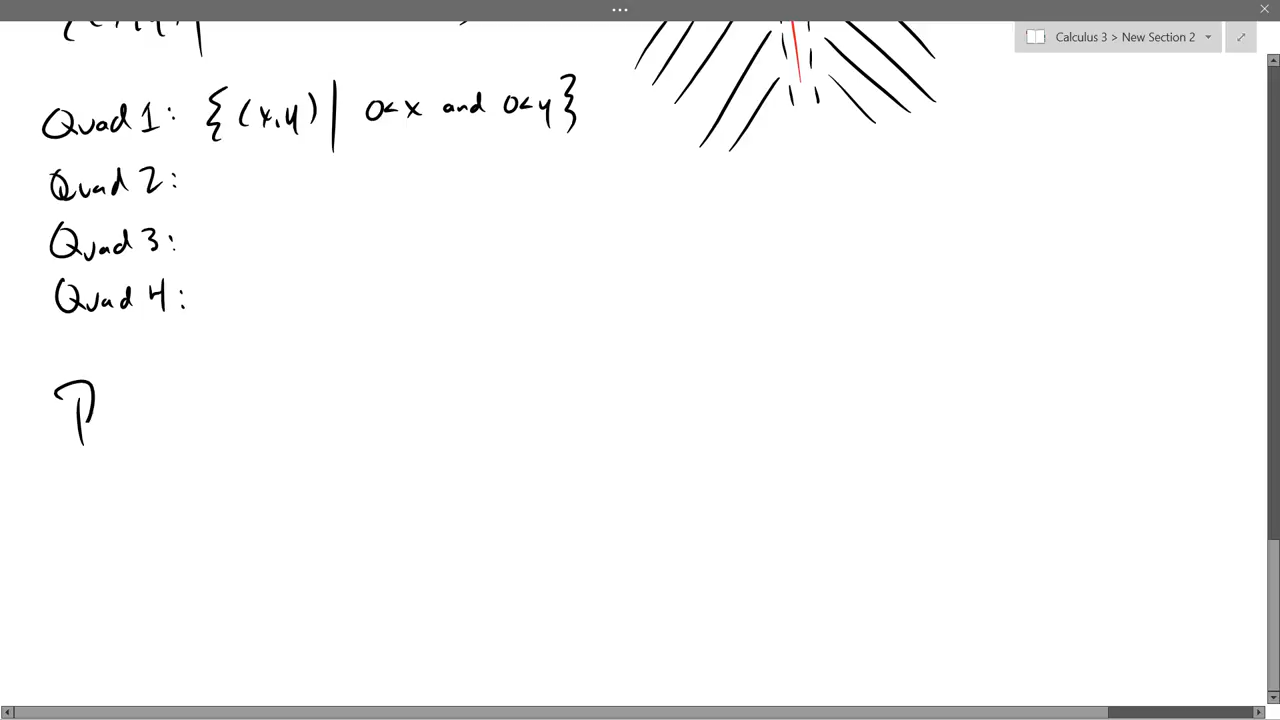 Calculus 3 > New Section 2
Quad 1: {(x,y) | 0<x and 0<y}
Quad 2:
Quad 3:
Quad 4: